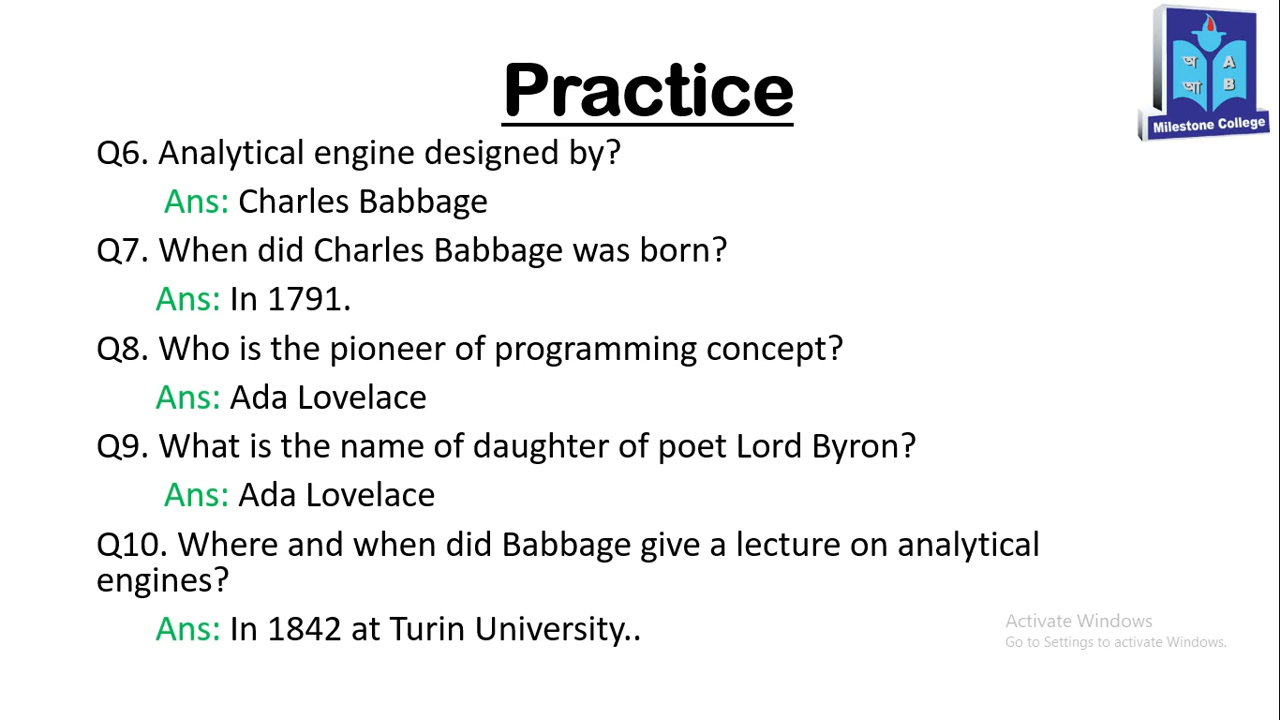 Practice
অ A
আ B
Milestone College
Q6. Analytical engine designed by?
Ans: Charles Babbage
Q7. When did Charles Babbage was born?
Ans: In 1791.
Q8. Who is the pioneer of programming concept?
Ans: Ada Lovelace
Q9. What is the name of daughter of poet Lord Byron?
Ans: Ada Lovelace
Q10. Where and when did Babbage give a lecture on analytical
engines?
Ans: In 1842 at Turin University..
Activate Windows
Go to Settings to activate Windows.